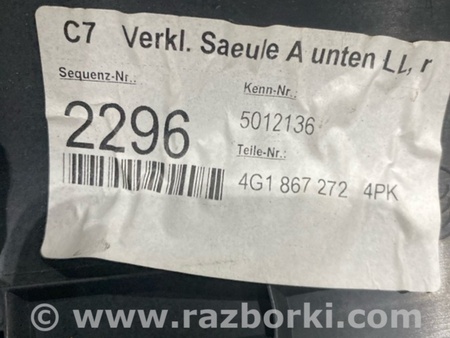 C7 Verkl. Saeule A unten LL, r
Sequenz-Nr.:
2296
Kenn-Nr.:
5012136
Teile-Nr.:
4G1 867 272 4PK
© www.razborki.com